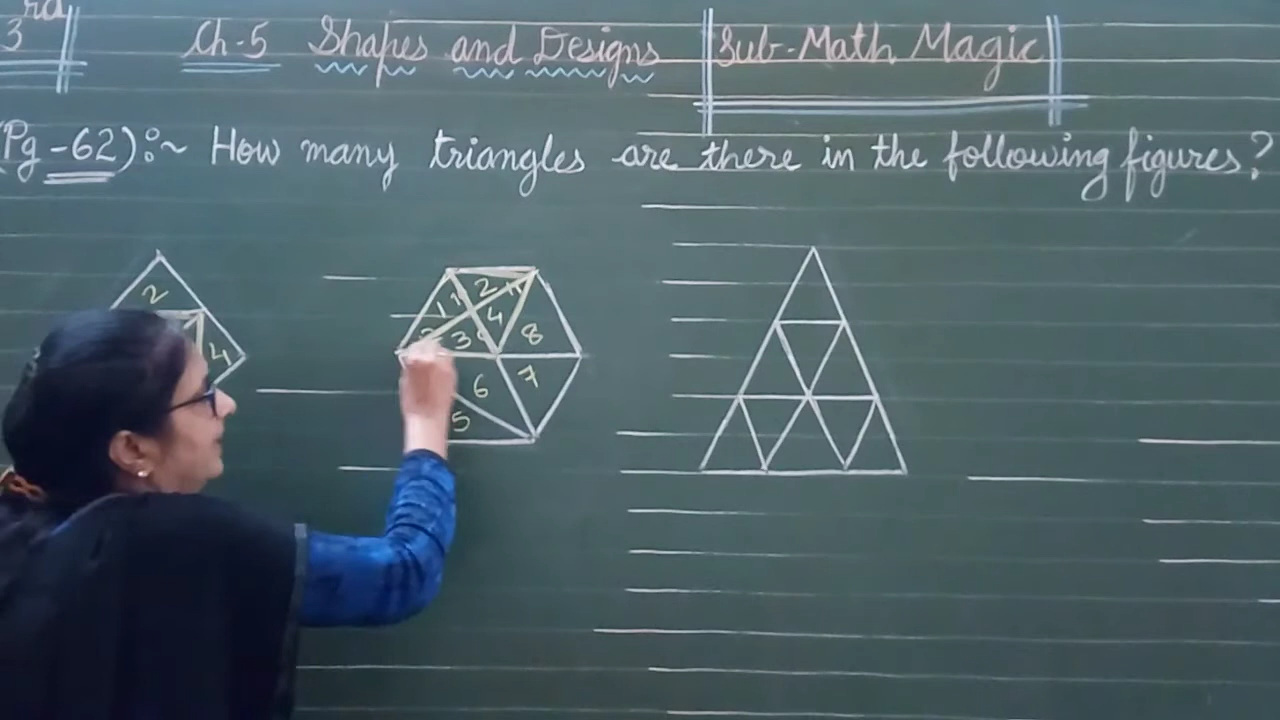 3rd Ch-5 Shapes and Designs Sub-Math Magic
(Pg-62):~ How many triangles are there in the following figures?
2
4
1 2
3 4 8
6 7
5